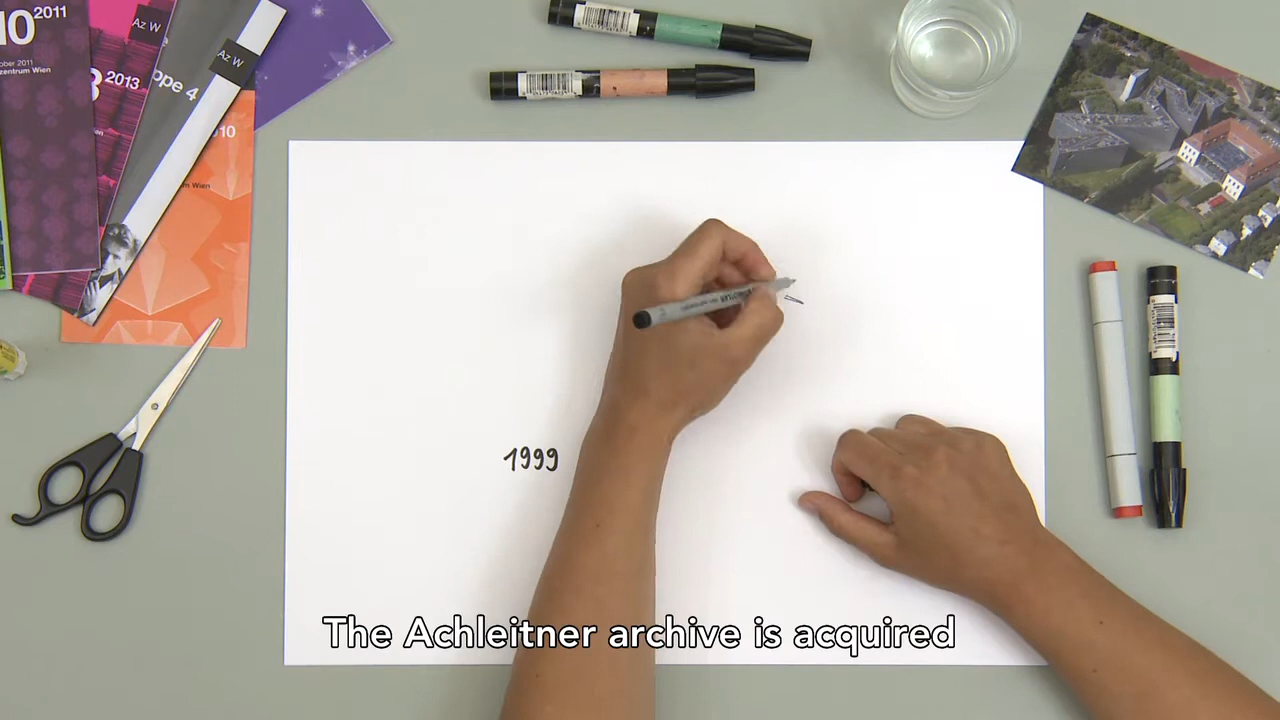 10 2011
ober 2011
zentrum Wien
3 2013
Az W
ppe 4
Az W
10
m Wien
1999
The Achleitner archive is acquired